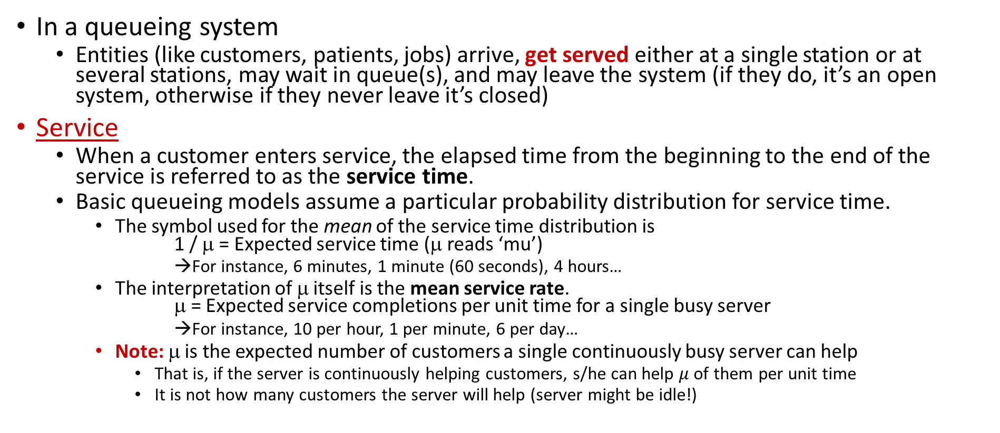 • In a queueing system
• Entities (like customers, patients, jobs) arrive, get served either at a single station or at
several stations, may wait in queue(s), and may leave the system (if they do, it’s an open
system, otherwise if they never leave it’s closed)
• Service
• When a customer enters service, the elapsed time from the beginning to the end of the
service is referred to as the service time.
• Basic queueing models assume a particular probability distribution for service time.
• The symbol used for the mean of the service time distribution is
1 / μ = Expected service time (μ reads ‘mu’)
→For instance, 6 minutes, 1 minute (60 seconds), 4 hours…
• The interpretation of μ itself is the mean service rate.
μ = Expected service completions per unit time for a single busy server
→For instance, 10 per hour, 1 per minute, 6 per day…
• Note: μ is the expected number of customers a single continuously busy server can help
• That is, if the server is continuously helping customers, s/he can help μ of them per unit time
• It is not how many customers the server will help (server might be idle!)